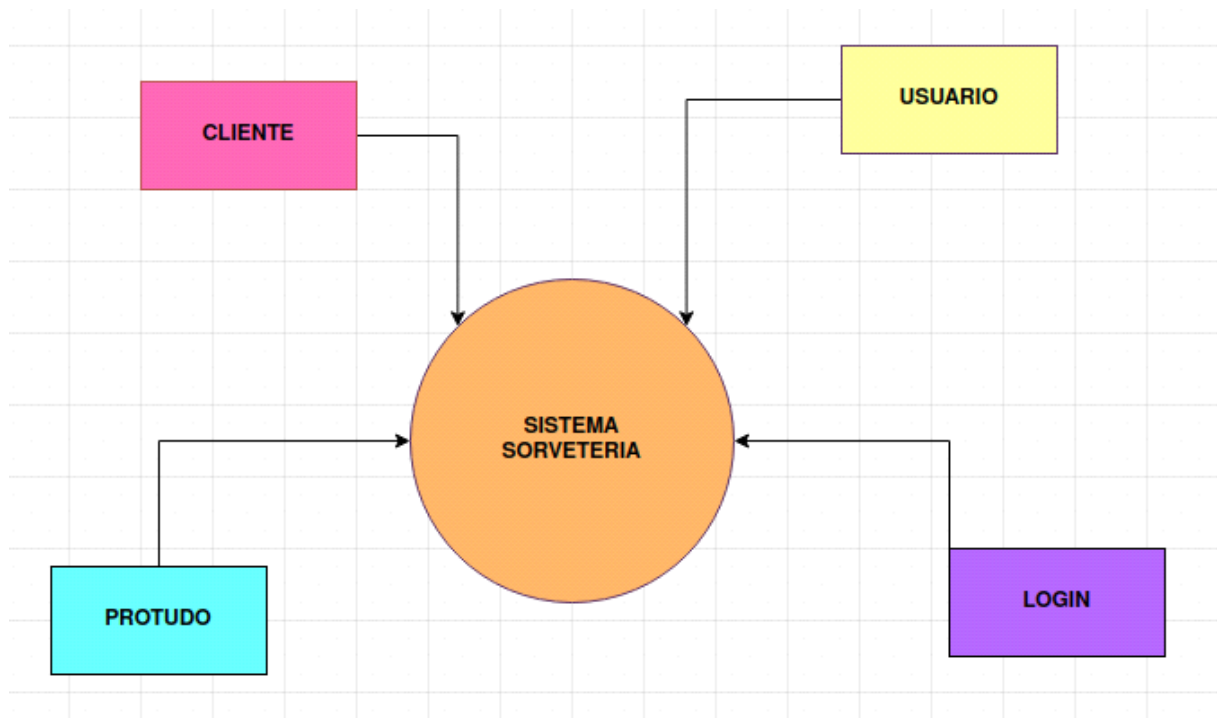 USUARIO
CLIENTE
SISTEMA
SORVETERIA
LOGIN
PROTUDO